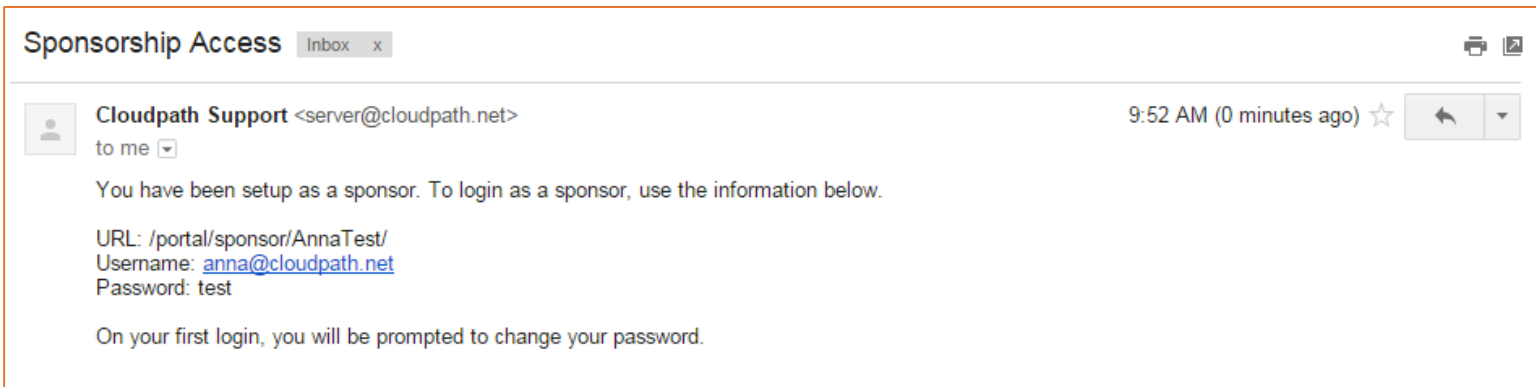 Sponsorship Access Inbox x
Cloudpath Support <server@cloudpath.net> 9:52 AM (0 minutes ago)
to me
You have been setup as a sponsor. To login as a sponsor, use the information below.
URL: /portal/sponsor/AnnaTest/
Username: anna@cloudpath.net
Password: test
On your first login, you will be prompted to change your password.